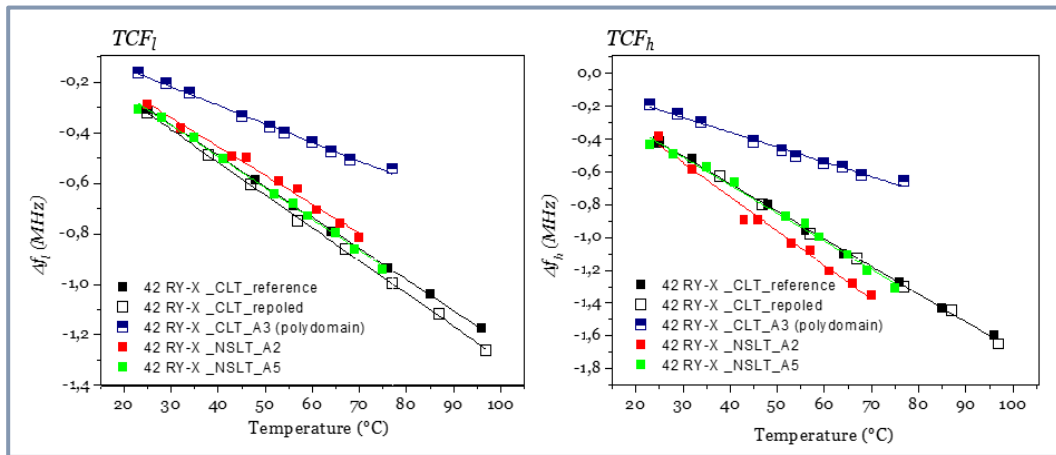 TCFl
Δfl (MHz)
-0,2
-0,4
-0,6
-0,8
-1,0
-1,2
-1,4
42 RY-X _CLT_reference
42 RY-X _CLT_repoled
42 RY-X _CLT_A3 (polydomain)
42 RY-X _NSLT_A2
42 RY-X _NSLT_A5
20 30 40 50 60 70 80 90 100
Temperature (°C)
TCFh
Δfh (MHz)
0,0
-0,2
-0,4
-0,6
-0,8
-1,0
-1,2
-1,4
-1,6
-1,8
42 RY-X _CLT_reference
42 RY-X _CLT_repoled
42 RY-X _CLT_A3 (polydomain)
42 RY-X _NSLT_A2
42 RY-X _NSLT_A5
20 30 40 50 60 70 80 90 100
Temperature (°C)